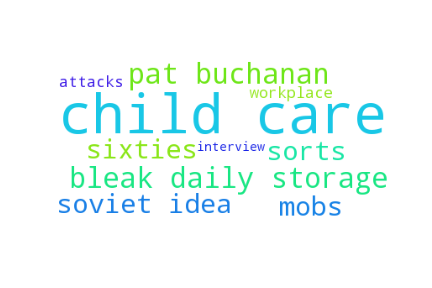 pat buchanan
attacks
workplace
child care
sixties
interview
sorts
bleak daily storage
soviet idea
mobs